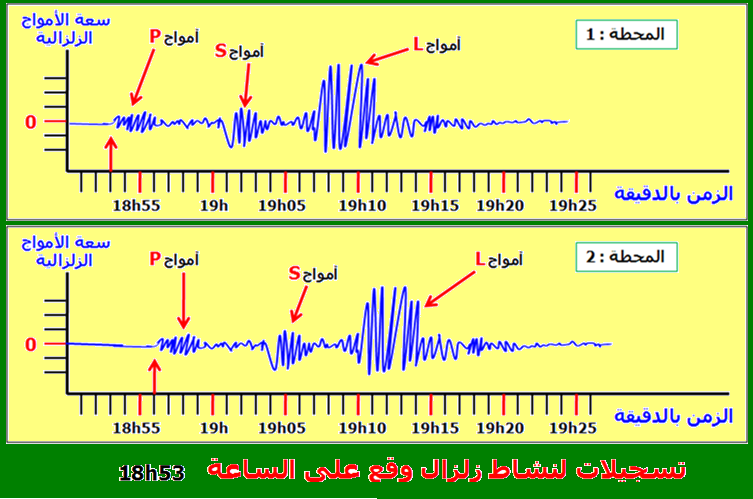 سعة الأمواج
الزلزالية
أمواج P
أمواج S
أمواج L
المحطة : 1
0
18h55 19h 19h05 19h10 19h15 19h20 19h25
الزمن بالدقيقة
سعة الأمواج
الزلزالية
أمواج P
أمواج S
أمواج L
المحطة : 2
0
18h55 19h 19h05 19h10 19h15 19h20 19h25
الزمن بالدقيقة
تسجيلات لنشاط زلزال وقع على الساعة 18h53